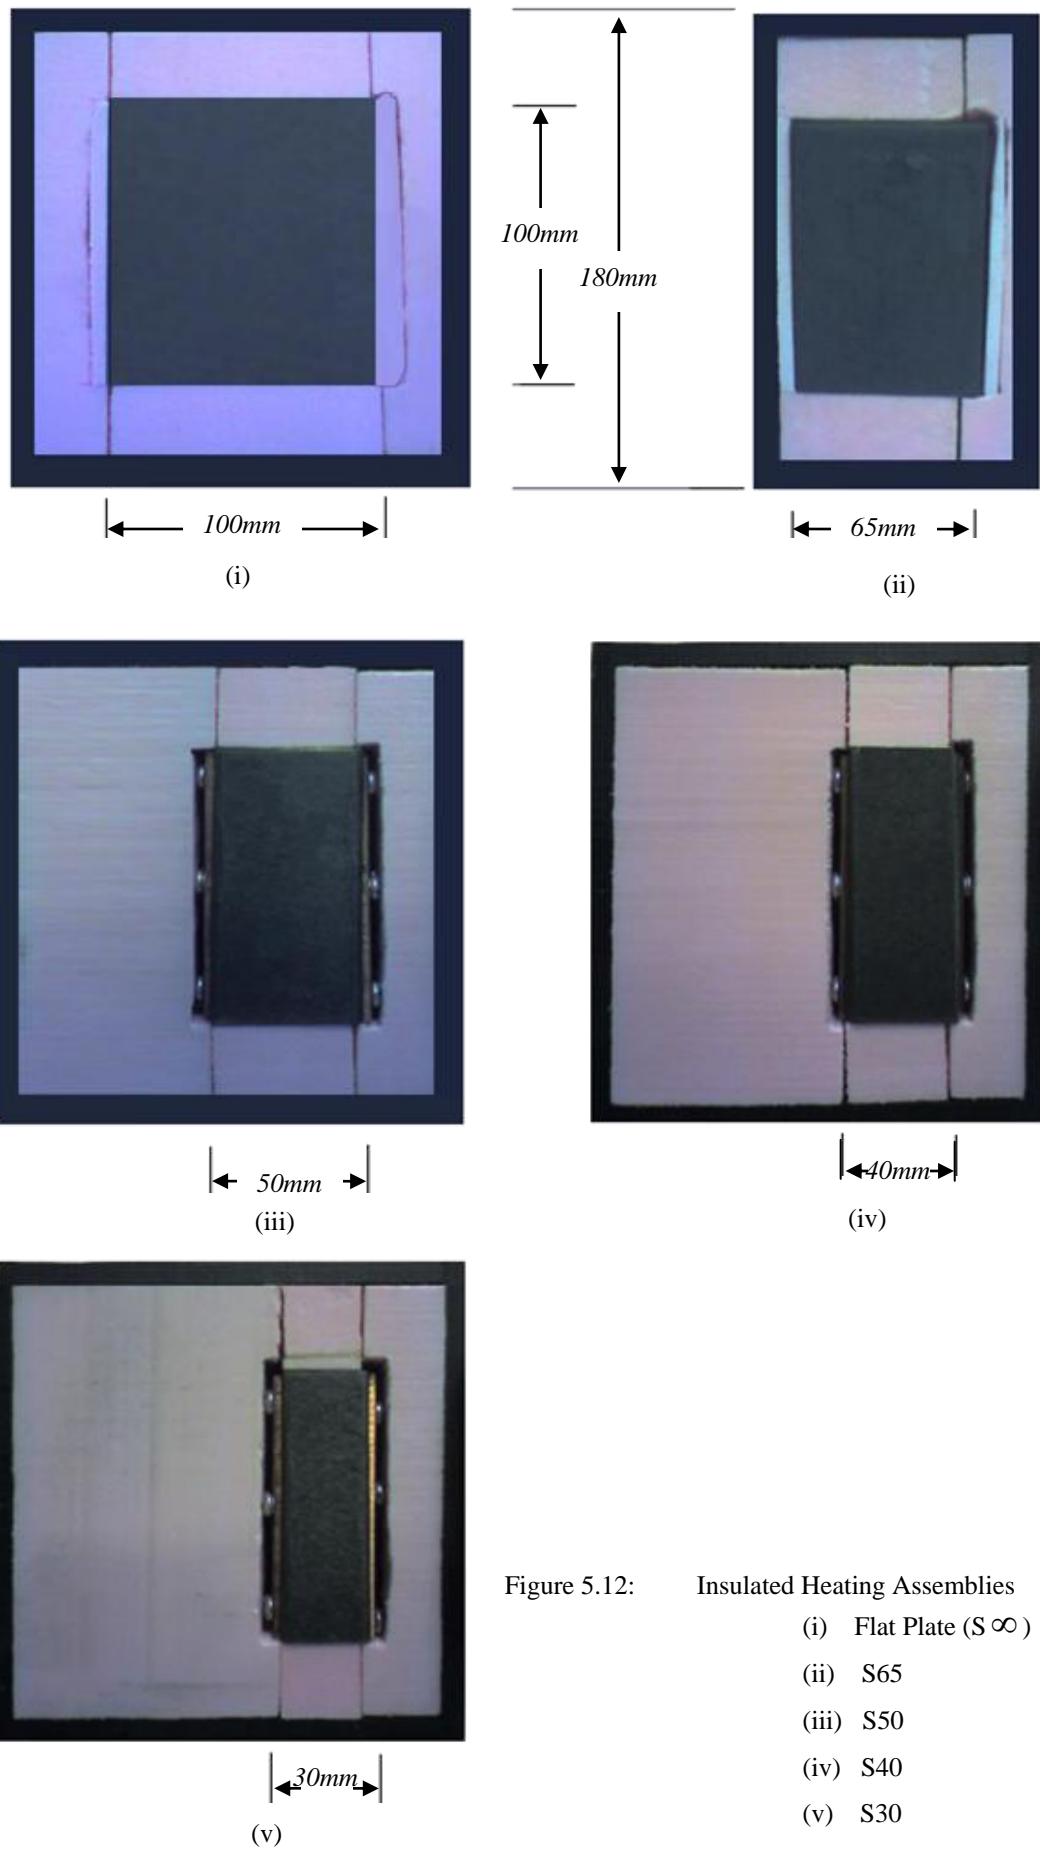 100mm
180mm
100mm
65mm
(i)
(ii)
50mm
40mm
(iii)
(iv)
Figure 5.12: Insulated Heating Assemblies
(i) Flat Plate (S ∞ )
(ii) S65
(iii) S50
(iv) S40
(v) S30
30mm
(v)